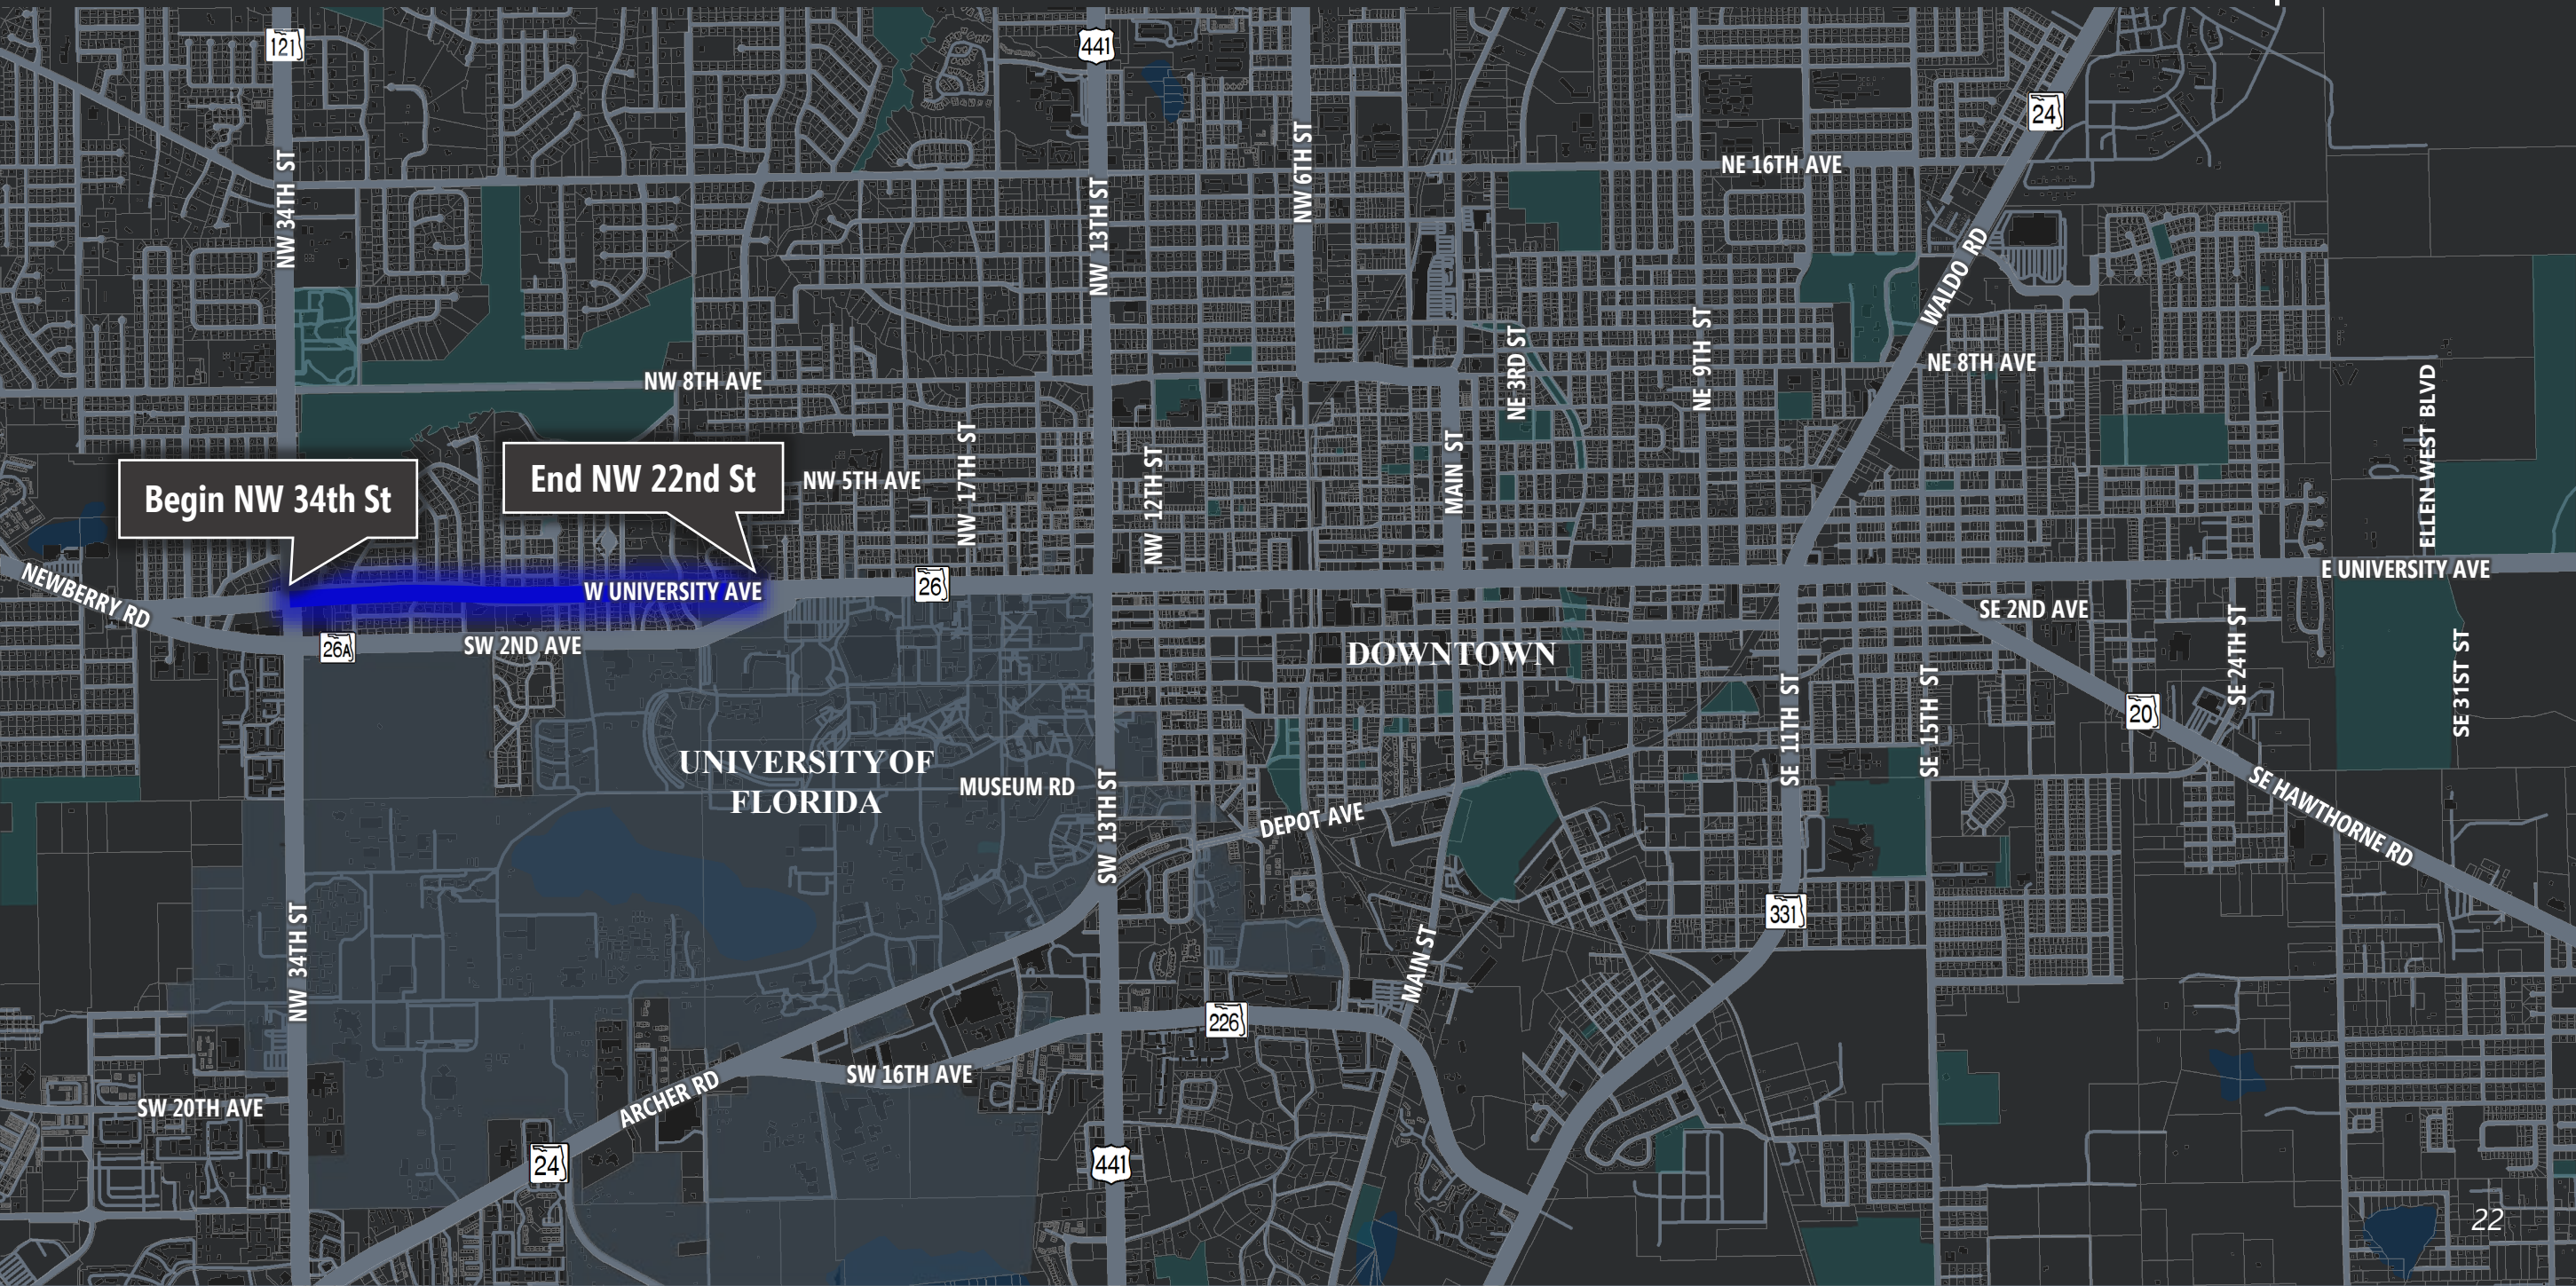 121
441
24
NW 34TH ST
NW 13TH ST
NW 6TH ST
NE 16TH AVE
WALDO RD
NW 8TH AVE
NE 3RD ST
NE 9TH ST
NE 8TH AVE
ELLEN WEST BLVD
Begin NW 34th St
End NW 22nd St
NW 5TH AVE
NW 17TH ST
NW 12TH ST
MAIN ST
NEWBERRY RD
W UNIVERSITY AVE
26
E UNIVERSITY AVE
26A
SW 2ND AVE
DOWNTOWN
SE 2ND AVE
SE 24TH ST
SE 31ST ST
SE 11TH ST
SE 15TH ST
20
UNIVERSITY OF
FLORIDA
MUSEUM RD
SW 13TH ST
DEPOT AVE
SE HAWTHORNE RD
NW 34TH ST
MAIN ST
331
226
SW 16TH AVE
ARCHER RD
SW 20TH AVE
24
441
22